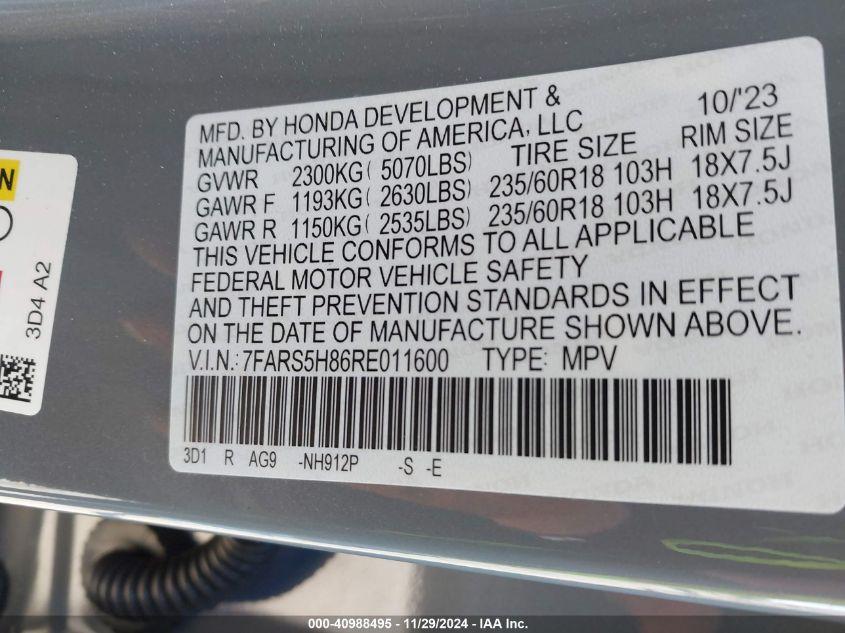 10/'23
MFD. BY HONDA DEVELOPMENT &
MANUFACTURING OF AMERICA, LLC
TIRE SIZE RIM SIZE
GVWR 2300KG ( 5070LBS)
GAWR F 1193KG ( 2630LBS) 235/60R18 103H 18X7.5J
GAWR R 1150KG ( 2535LBS) 235/60R18 103H 18X7.5J
THIS VEHICLE CONFORMS TO ALL APPLICABLE
FEDERAL MOTOR VEHICLE SAFETY
AND THEFT PREVENTION STANDARDS IN EFFECT
ON THE DATE OF MANUFACTURE SHOWN ABOVE.
V.I.N.: 7FARS5H86RE011600 TYPE: MPV
3D1 R AG9 -NH912P -S -E
3D4 A2
000-40988495 - 11/29/2024 - IAA Inc.